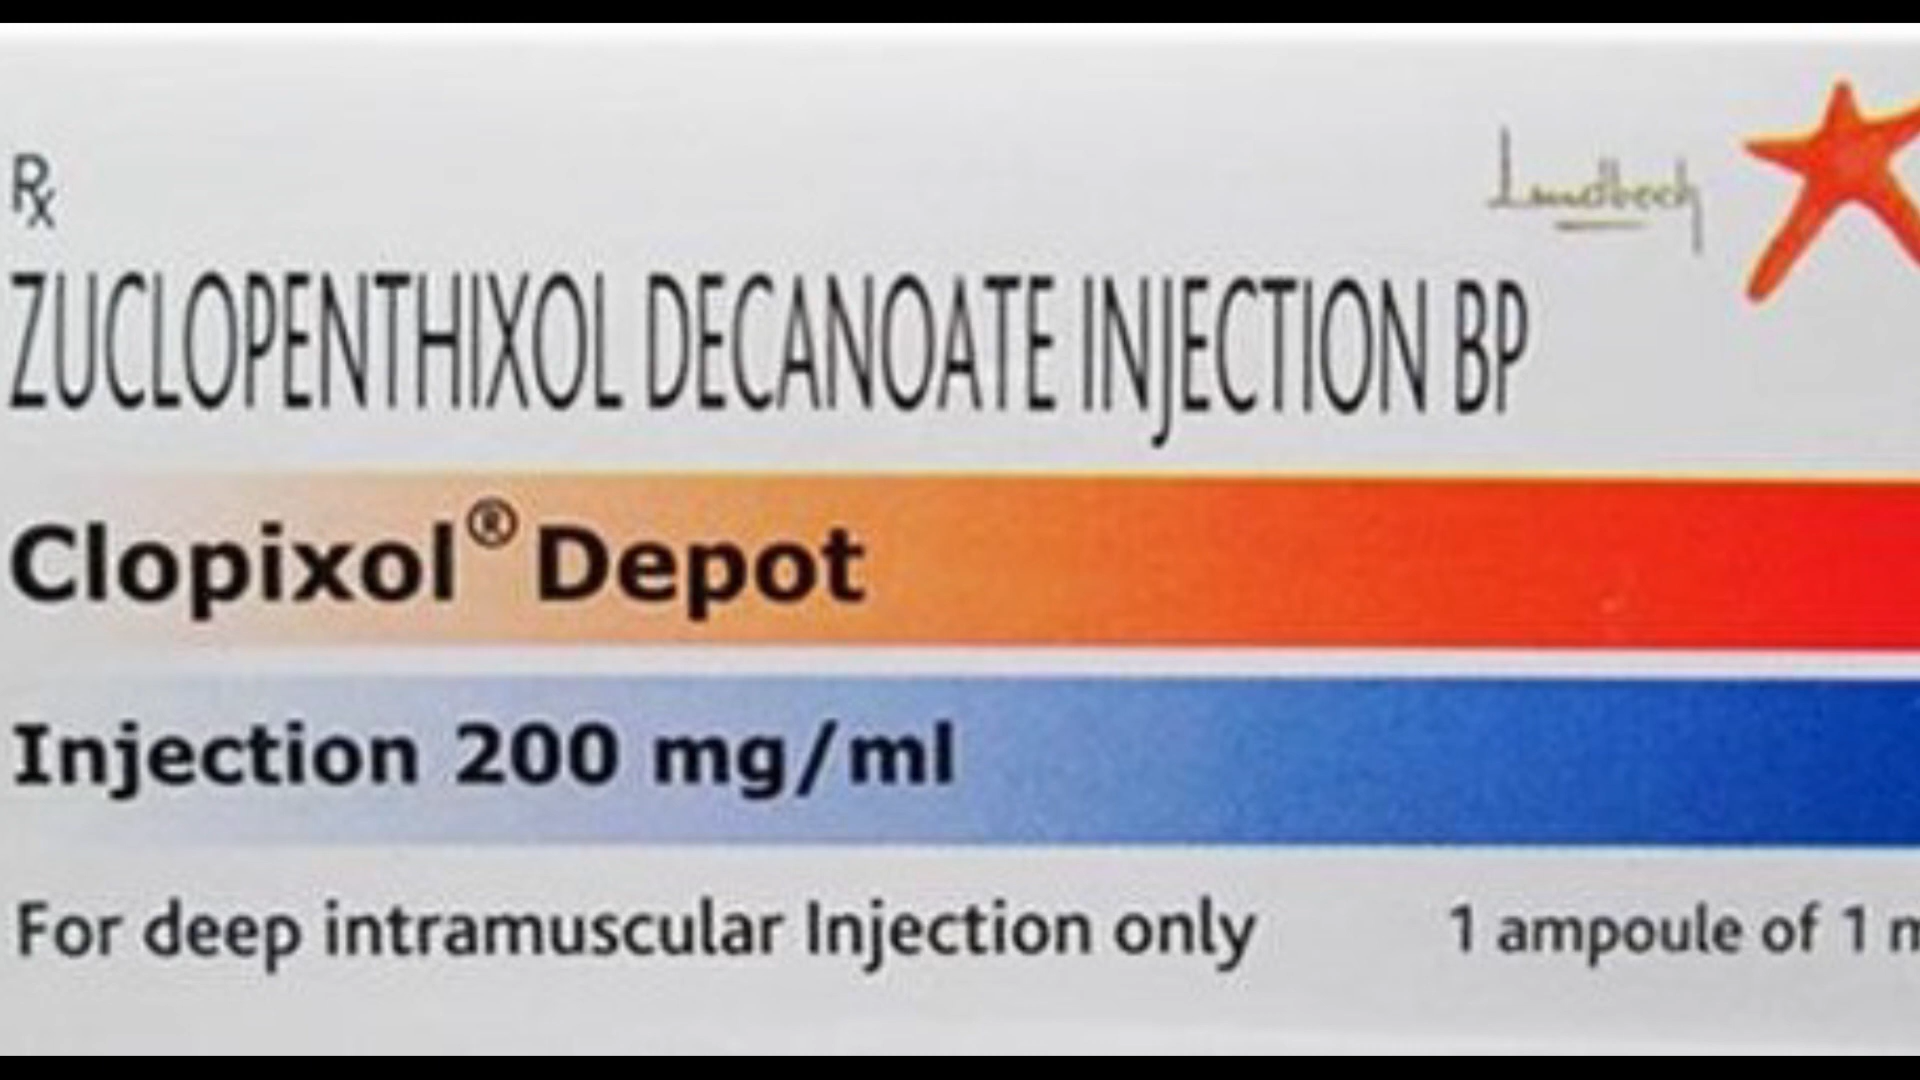 Rx
Lundbeck
ZUCLOPENTHIXOL DECANOATE INJECTION BP
Clopixol® Depot
Injection 200 mg/ml
For deep intramuscular Injection only
1 ampoule of 1 m